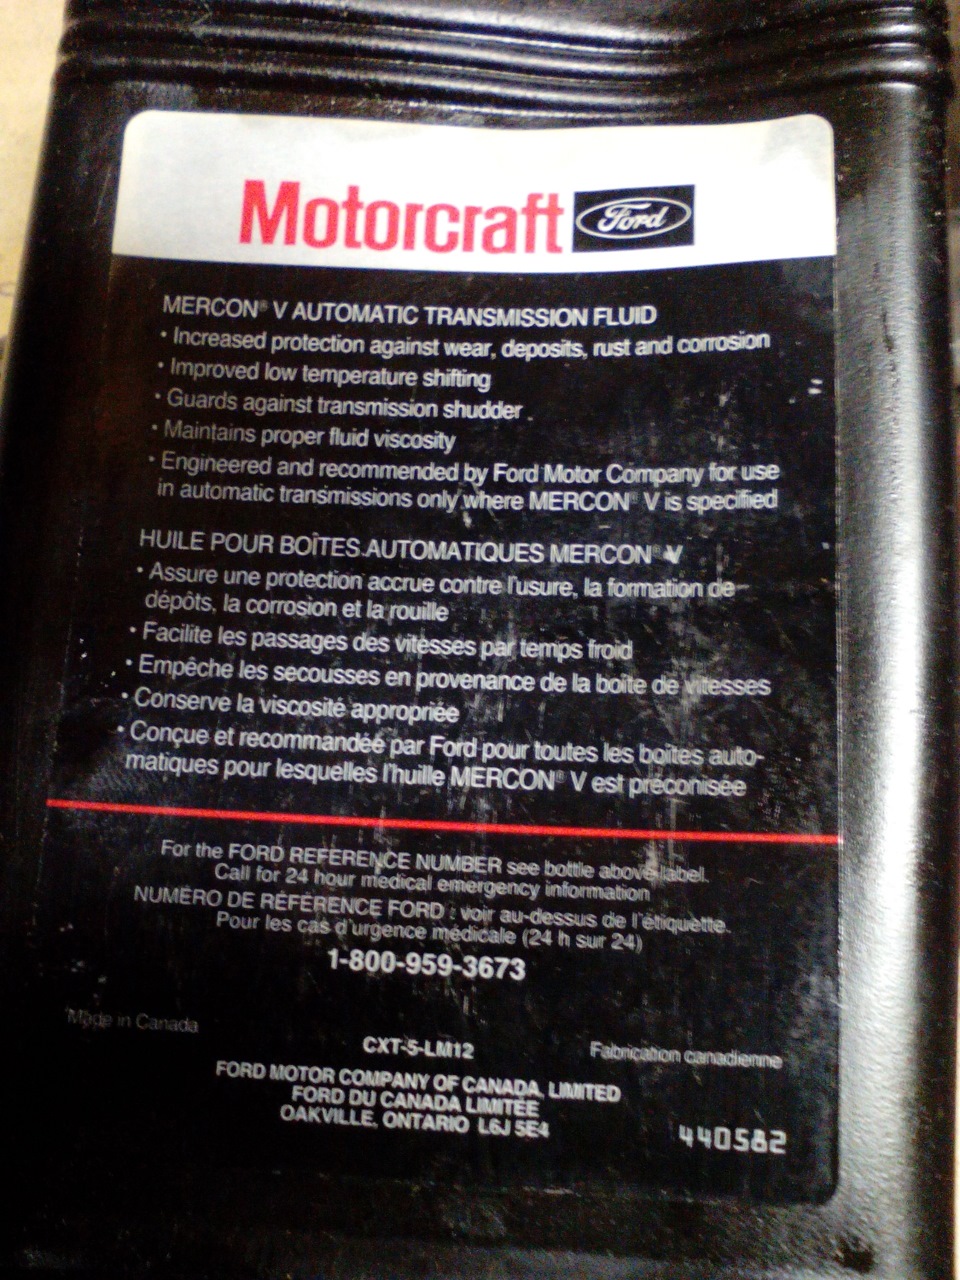 Motorcraft Ford
MERCON® V AUTOMATIC TRANSMISSION FLUID
• Increased protection against wear, deposits, rust and corrosion
• Improved low temperature shifting
• Guards against transmission shudder
• Maintains proper fluid viscosity
• Engineered and recommended by Ford Motor Company for use
in automatic transmissions only where MERCON® V is specified
HUILE POUR BOÎTES AUTOMATIQUES MERCON® V
• Assure une protection accrue contre l'usure, la formation de
dépôts, la corrosion et la rouille
• Facilite les passages des vitesses par temps froid
• Empêche les secousses en provenance de la boîte de vitesses
• Conserve la viscosité appropriée
• Conçue et recommandée par Ford pour toutes les boîtes auto-
matiques pour lesquelles l'huille MERCON® V est préconisée
For the FORD REFERENCE NUMBER see bottle above label.
Call for 24 hour medical emergency information
NUMÉRO DE RÉFÉRENCE FORD : voir au-dessus de l'étiquette.
Pour les cas d'urgence médicale (24 h sur 24)
1-800-959-3673
Made in Canada
CXT-5-LM12
Fabrication canadienne
FORD MOTOR COMPANY OF CANADA, LIMITED
FORD DU CANADA LIMITÉE
OAKVILLE, ONTARIO L6J 5E4
440582